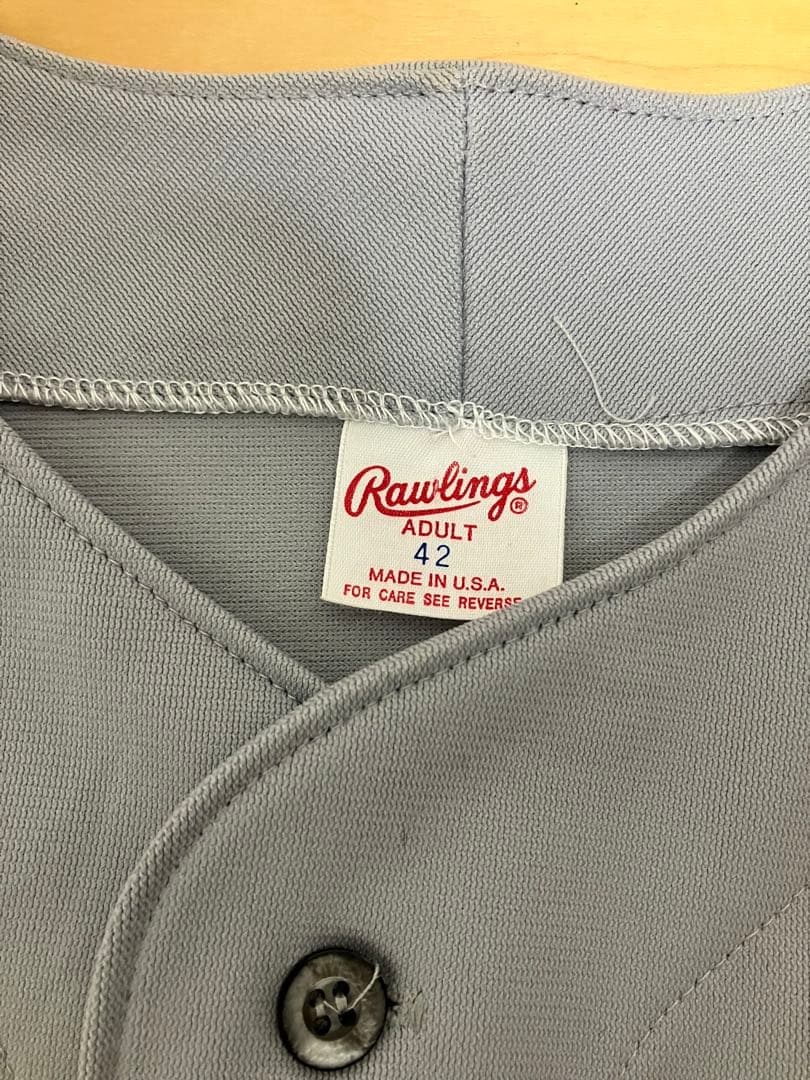 Rawlings®
ADULT
42
MADE IN U.S.A.
FOR CARE SEE REVERSE